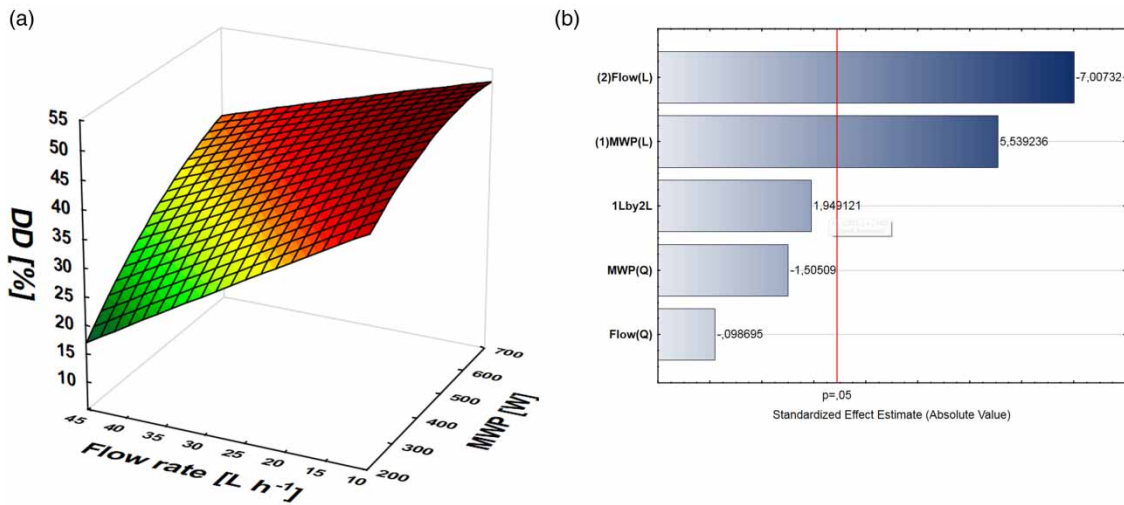 (a)
55
50
45
40
35
30
25
20
15
10
DD [%]
45
40
35
30
25
20
15
10
Flow rate [L h⁻¹]
700
600
500
400
300
200
MWP [W]
(b)
(2)Flow(L)
-7,00732
(1)MWP(L)
5,539236
1Lby2L
1,949121
MWP(Q)
-1,50509
Flow(Q)
-,098695
p=,05
Standardized Effect Estimate (Absolute Value)